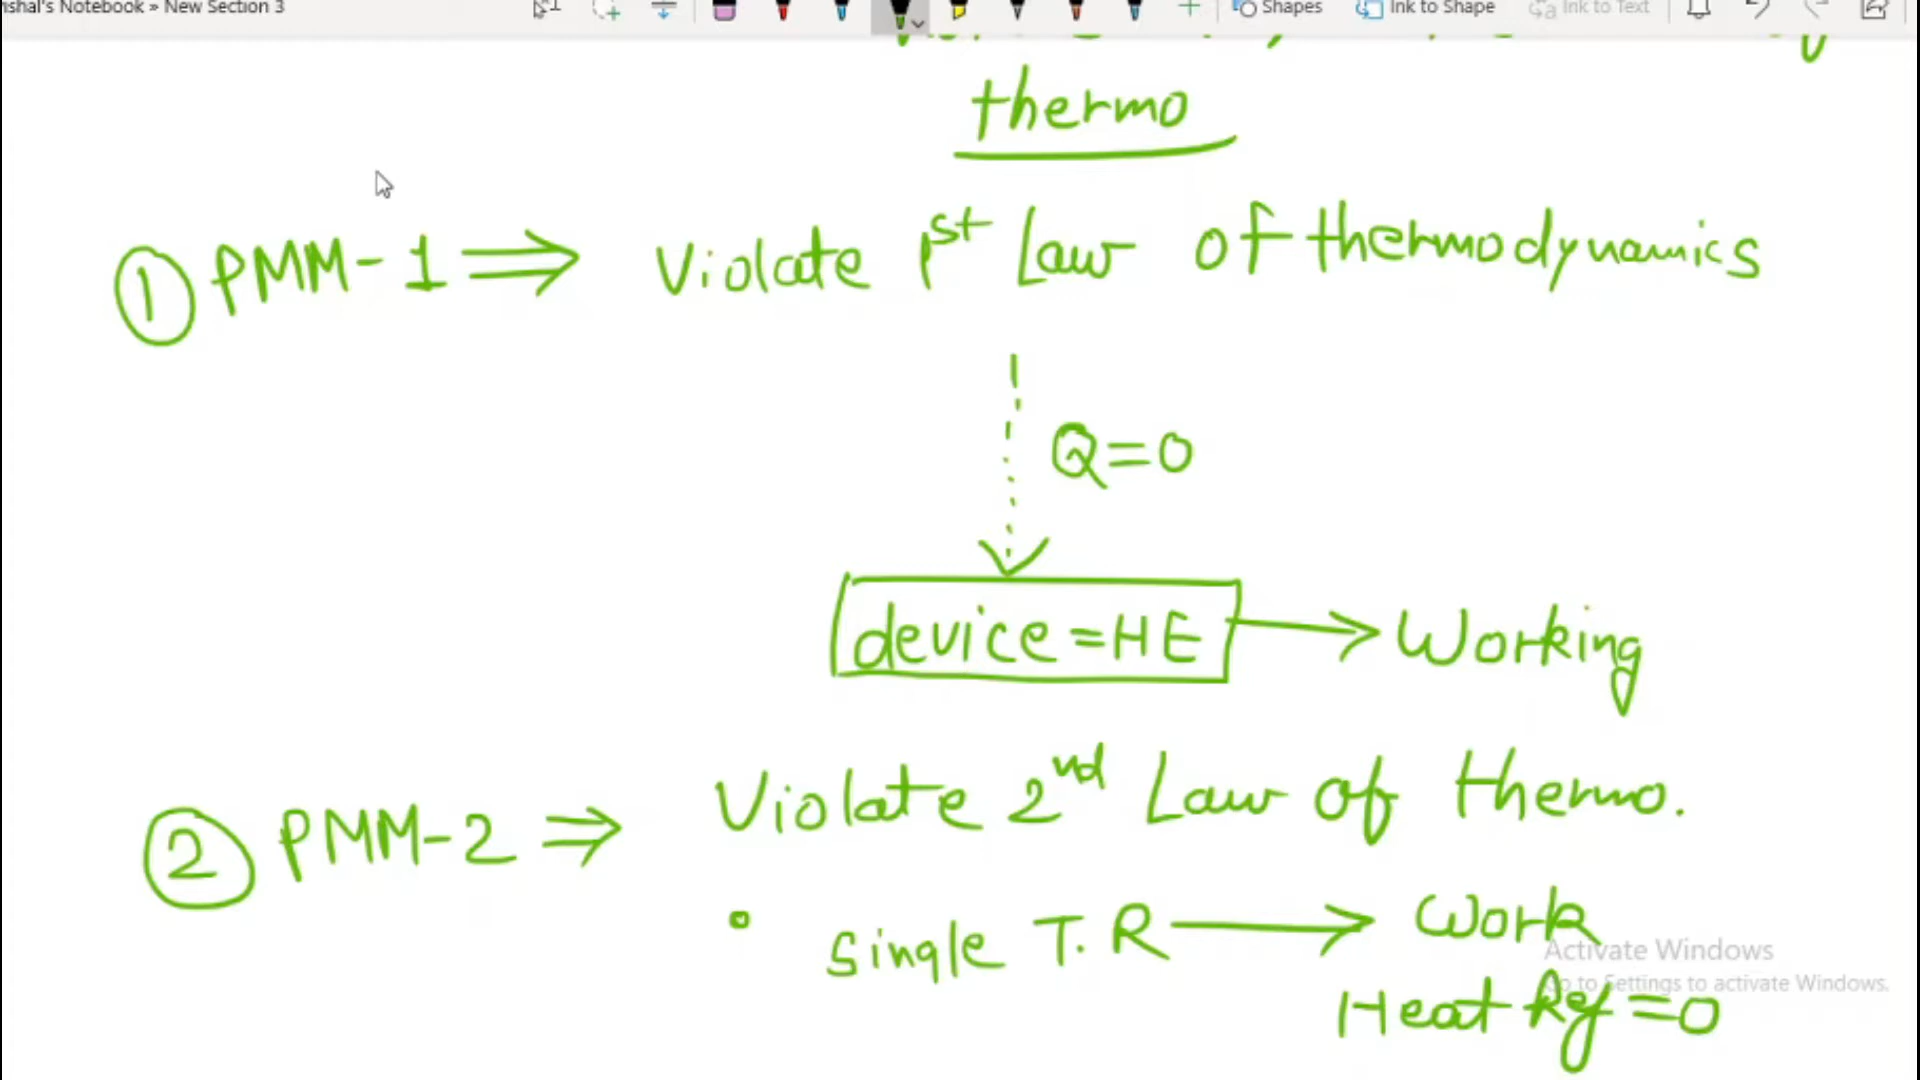 nshal's Notebook » New Section 3
Shapes
Ink to Shape
Ink to Text
thermo
1 PMM-1 ⇒ Violate 1st Law of thermodynamics
Q=0
device=HE → Working
2 PMM-2 ⇒ Violate 2nd Law of thermo.
• Single T.R → Work
Heat Rej=0
Activate Windows
Go to Settings to activate Windows.